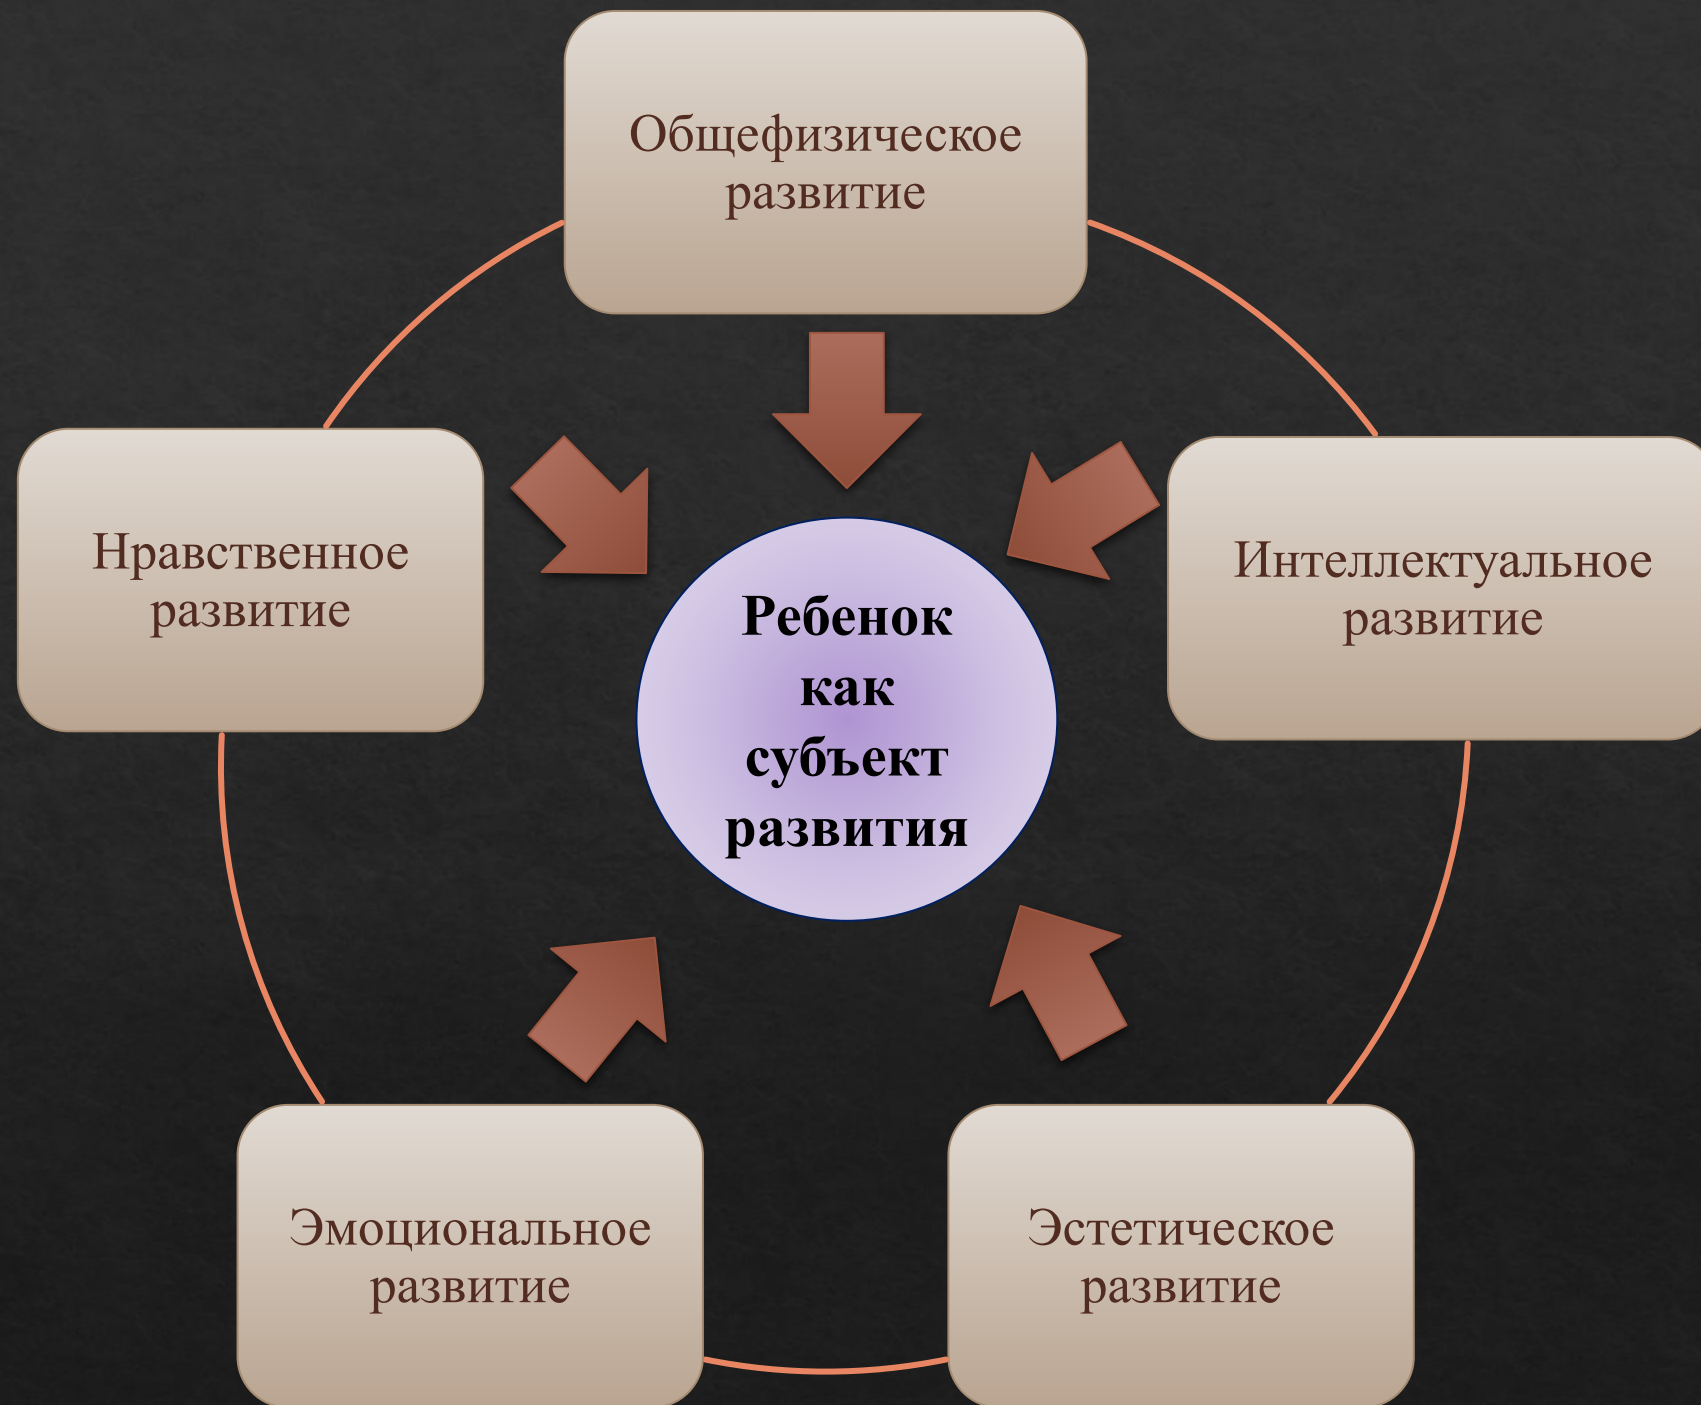 Общефизическое
развитие
Нравственное
развитие
Интеллектуальное
развитие
Ребенок
как
субъект
развития
Эмоциональное
развитие
Эстетическое
развитие